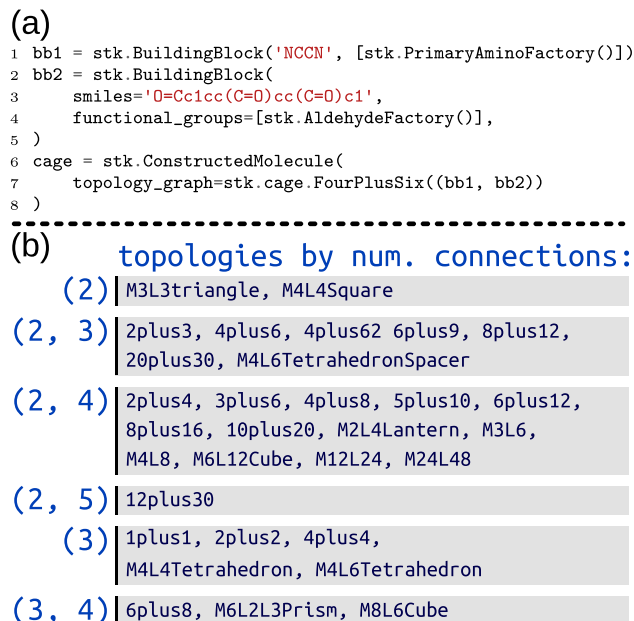 (a)
1 bb1 = stk.BuildingBlock('NCCN', [stk.PrimaryAminoFactory()])
2 bb2 = stk.BuildingBlock(
3 smiles='O=Cc1cc(C=O)cc(C=O)c1',
4 functional_groups=[stk.AldehydeFactory()],
5 )
6 cage = stk.ConstructedMolecule(
7 topology_graph=stk.cage.FourPlusSix((bb1, bb2))
8 )
(b)
topologies by num. connections:
(2) M3L3triangle, M4L4Square
(2, 3) 2plus3, 4plus6, 4plus62 6plus9, 8plus12,
20plus30, M4L6TetrahedronSpacer
(2, 4) 2plus4, 3plus6, 4plus8, 5plus10, 6plus12,
8plus16, 10plus20, M2L4Lantern, M3L6,
M4L8, M6L12Cube, M12L24, M24L48
(2, 5) 12plus30
(3) 1plus1, 2plus2, 4plus4,
M4L4Tetrahedron, M4L6Tetrahedron
(3, 4) 6plus8, M6L2L3Prism, M8L6Cube